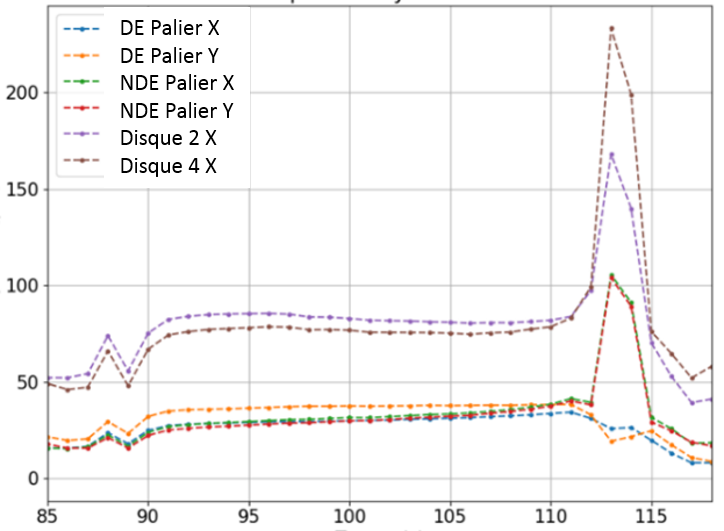 DE Palier X
DE Palier Y
NDE Palier X
NDE Palier Y
Disque 2 X
Disque 4 X
200
150
100
50
0
85 90 95 100 105 110 115